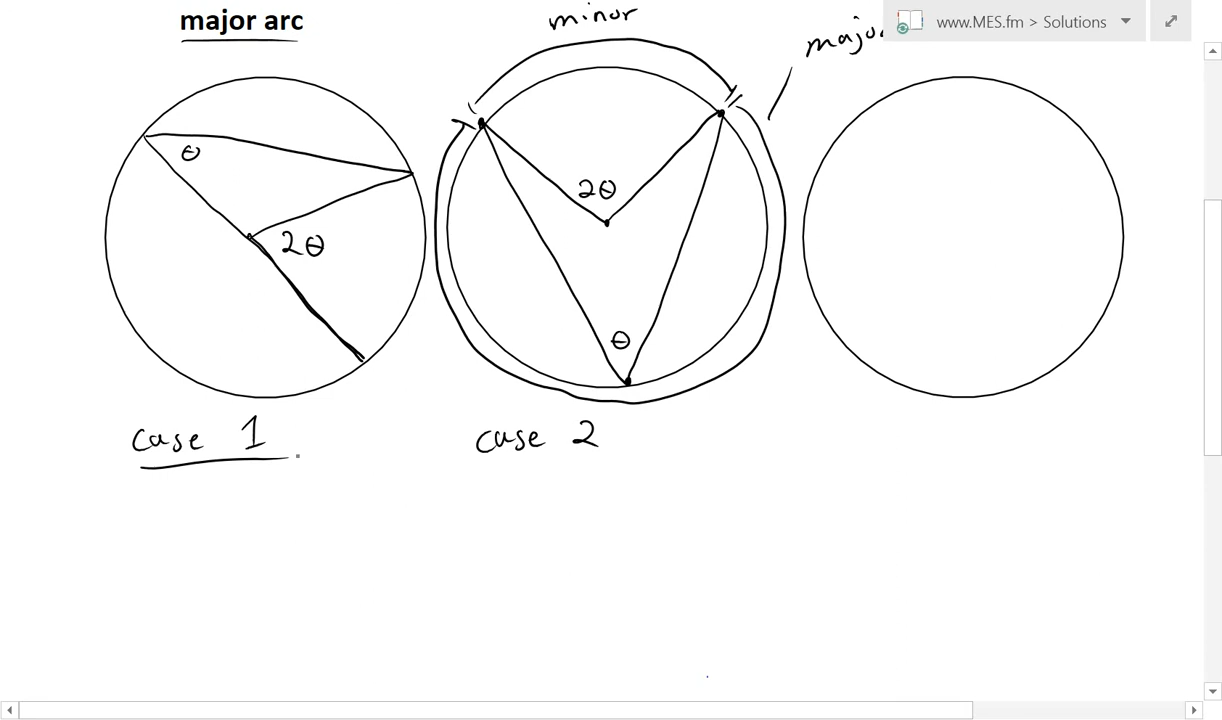 major arc
minor
major
www.MES.fm > Solutions
θ
2θ
2θ
θ
case 1
case 2